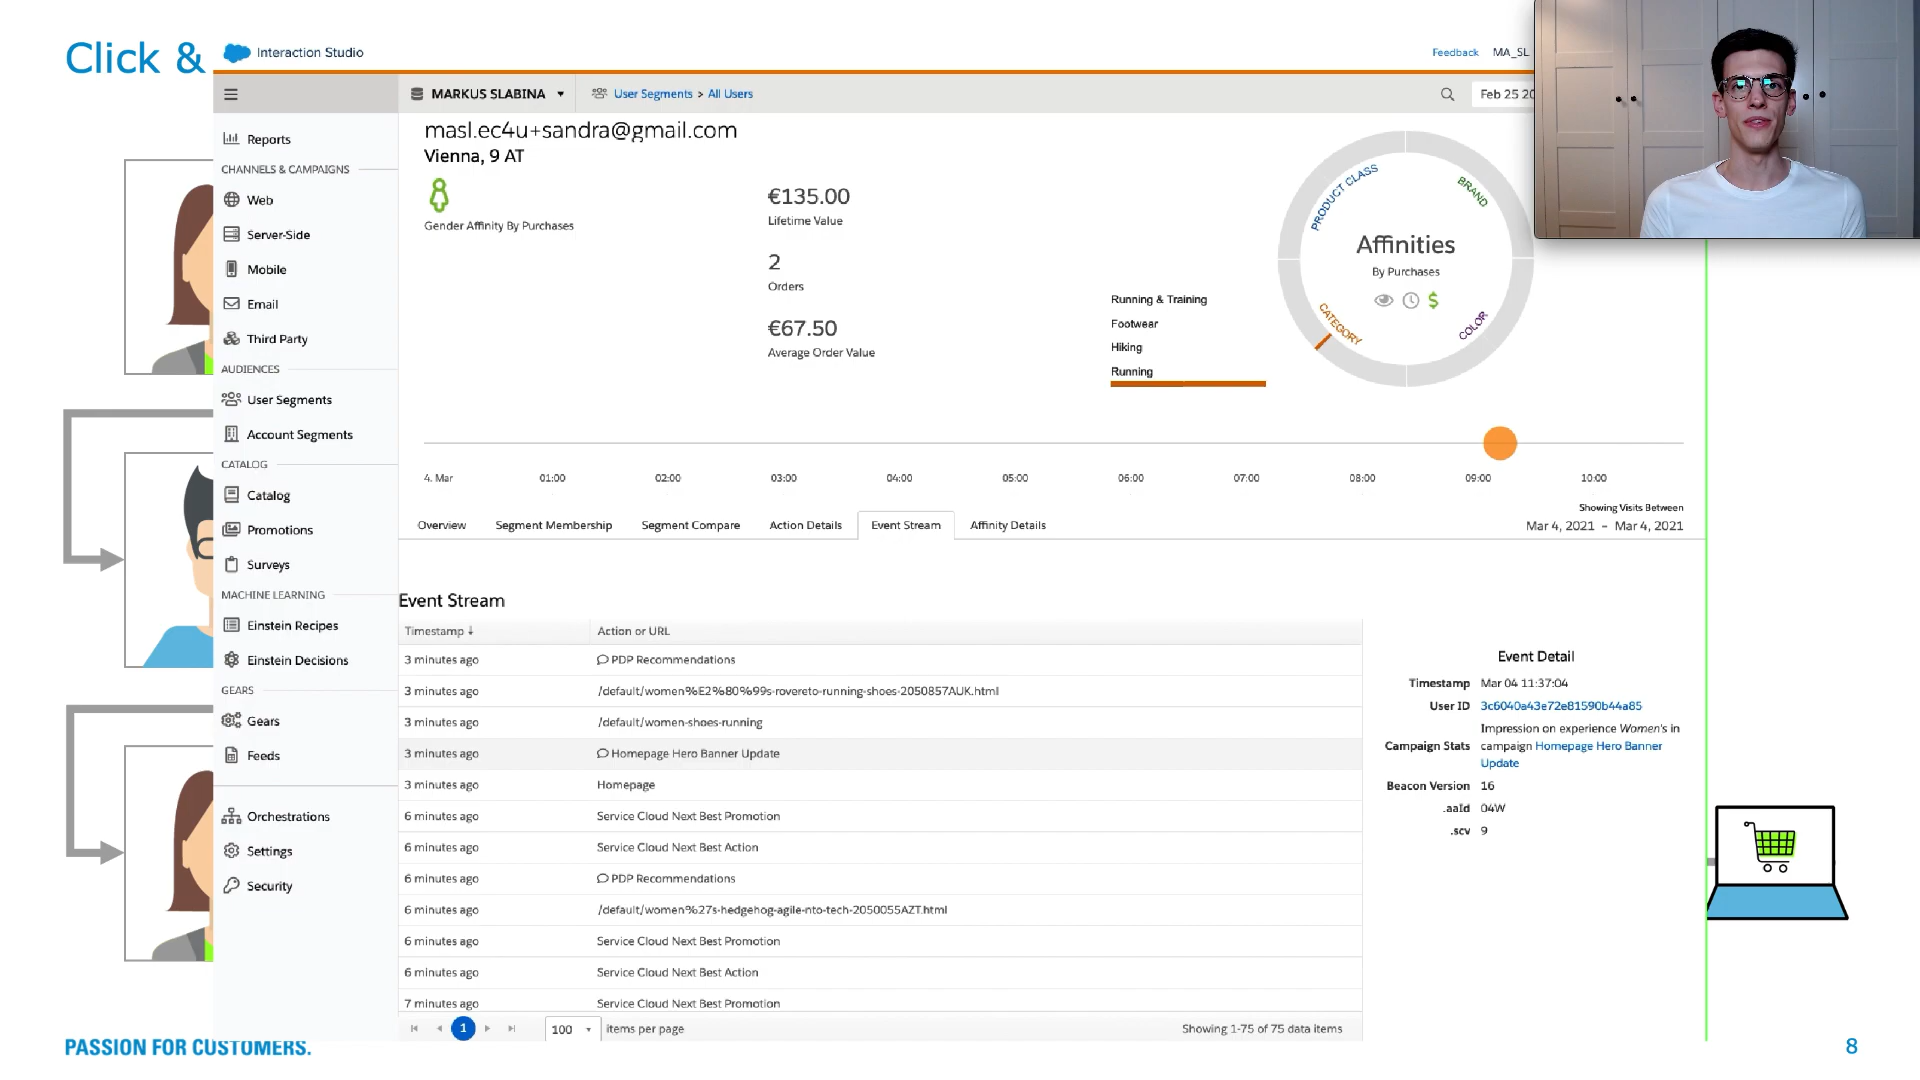 Click &
Interaction Studio
Feedback MA_SL
MARKUS SLABINA
User Segments > All Users
Feb 25 20
Reports
CHANNELS & CAMPAIGNS
Web
Server-Side
Mobile
Email
Third Party
AUDIENCES
User Segments
Account Segments
CATALOG
Catalog
Promotions
Surveys
MACHINE LEARNING
Einstein Recipes
Einstein Decisions
GEARS
Gears
Feeds
Orchestrations
Settings
Security
masl.ec4u+sandra@gmail.com
Vienna, 9 AT
Gender Affinity By Purchases
€135.00
Lifetime Value
2
Orders
€67.50
Average Order Value
Running & Training
Footwear
Hiking
Running
PRODUCT CLASS
BRAND
Affinities
By Purchases
CATEGORY
COLOR
4. Mar 01:00 02:00 03:00 04:00 05:00 06:00 07:00 08:00 09:00 10:00
Showing Visits Between
Mar 4, 2021 – Mar 4, 2021
Overview Segment Membership Segment Compare Action Details Event Stream Affinity Details
Event Stream
Timestamp ↓ Action or URL
3 minutes ago PDP Recommendations
3 minutes ago /default/women%E2%80%99s-rovereto-running-shoes-2050857AUK.html
3 minutes ago /default/women-shoes-running
3 minutes ago Homepage Hero Banner Update
3 minutes ago Homepage
6 minutes ago Service Cloud Next Best Promotion
6 minutes ago Service Cloud Next Best Action
6 minutes ago PDP Recommendations
6 minutes ago /default/women%27s-hedgehog-agile-nto-tech-2050055AZT.html
6 minutes ago Service Cloud Next Best Promotion
6 minutes ago Service Cloud Next Best Action
7 minutes ago Service Cloud Next Best Promotion
1 100 items per page Showing 1-75 of 75 data items
Event Detail
Timestamp Mar 04 11:37:04
User ID 3c6040a43e72e81590b44a85
Campaign Stats Impression on experience Women's in
campaign Homepage Hero Banner
Update
Beacon Version 16
.aaId 04W
.scv 9
PASSION FOR CUSTOMERS.
8